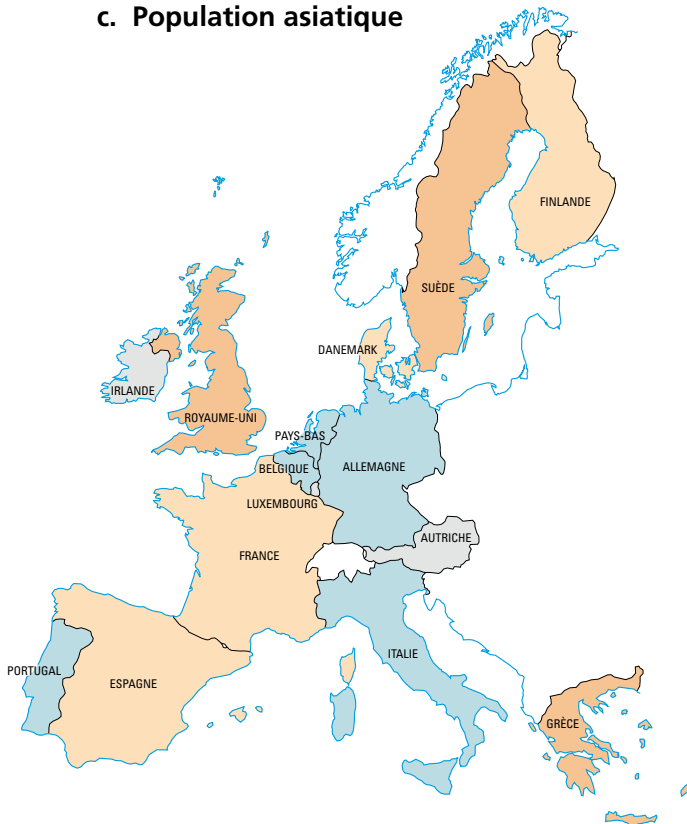 c. Population asiatique
FINLANDE
SUÈDE
DANEMARK
IRLANDE
ROYAUME-UNI
PAYS-BAS
BELGIQUE
ALLEMAGNE
LUXEMBOURG
AUTRICHE
FRANCE
ITALIE
PORTUGAL
ESPAGNE
GRÈCE